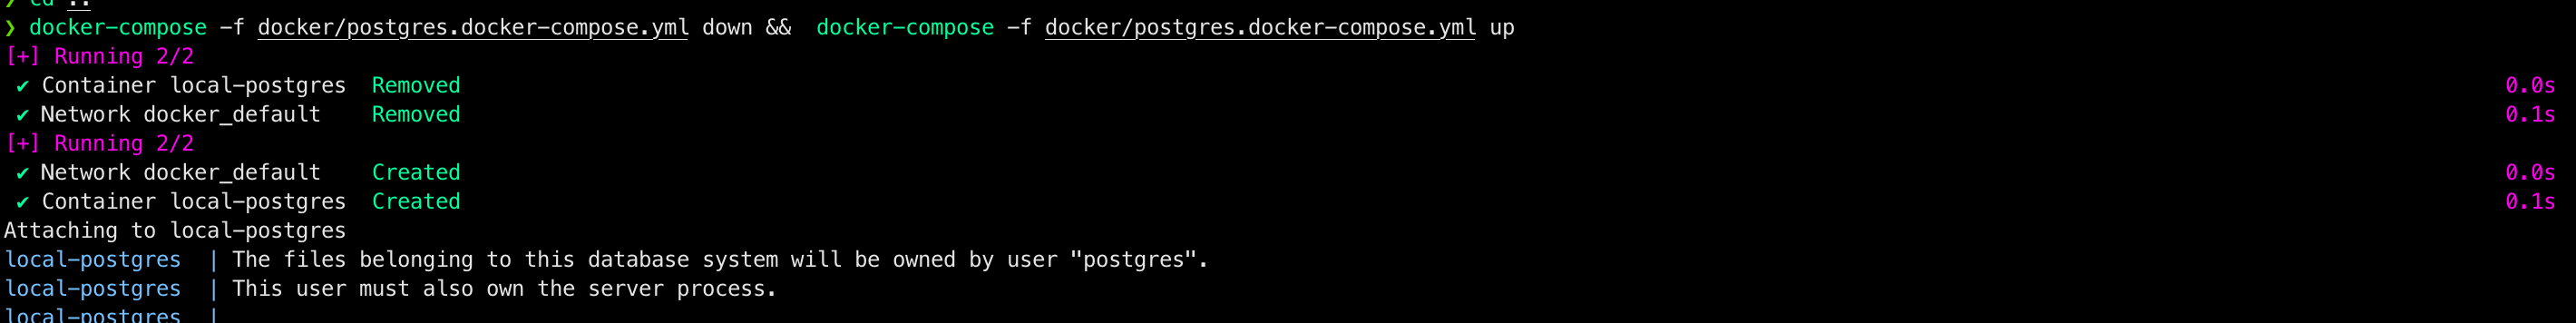 ❯ cd ..
❯ docker-compose -f docker/postgres.docker-compose.yml down &&  docker-compose -f docker/postgres.docker-compose.yml up
[+] Running 2/2
 ✔ Container local-postgres  Removed 0.0s
 ✔ Network docker_default    Removed 0.1s
[+] Running 2/2
 ✔ Network docker_default    Created 0.0s
 ✔ Container local-postgres  Created 0.1s
Attaching to local-postgres
local-postgres  | The files belonging to this database system will be owned by user "postgres".
local-postgres  | This user must also own the server process.
local-postgres  |